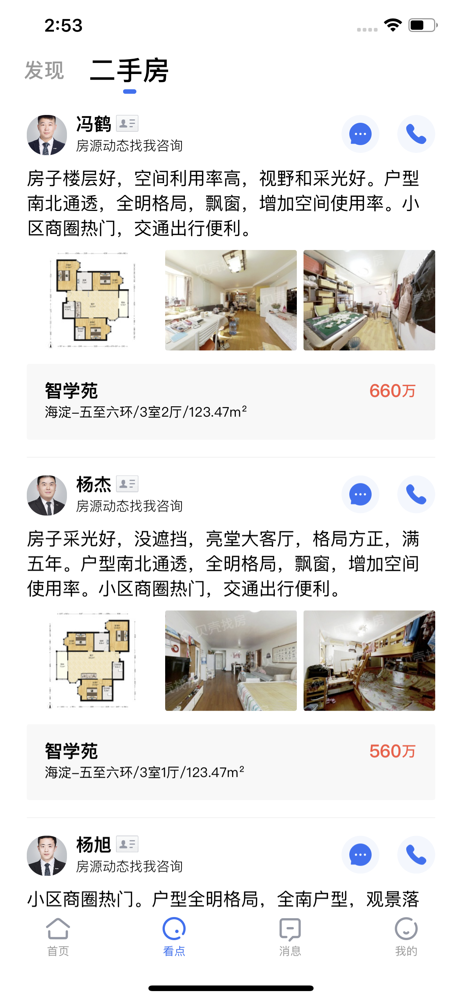 2:53
发现 二手房
冯鹤
房源动态找我咨询
房子楼层好，空间利用率高，视野和采光好。户型
南北通透，全明格局，飘窗，增加空间使用率。小
区商圈热门，交通出行便利。
贝壳找房
智学苑 660万
海淀-五至六环/3室2厅/123.47m²
杨杰
房源动态找我咨询
房子采光好，没遮挡，亮堂大客厅，格局方正，满
五年。户型南北通透，全明格局，飘窗，增加空间
使用率。小区商圈热门，交通出行便利。
贝壳找房
智学苑 560万
海淀-五至六环/3室1厅/123.47m²
杨旭
房源动态找我咨询
小区商圈热门。户型全明格局，全南户型，观景落
首页 看点 消息 我的